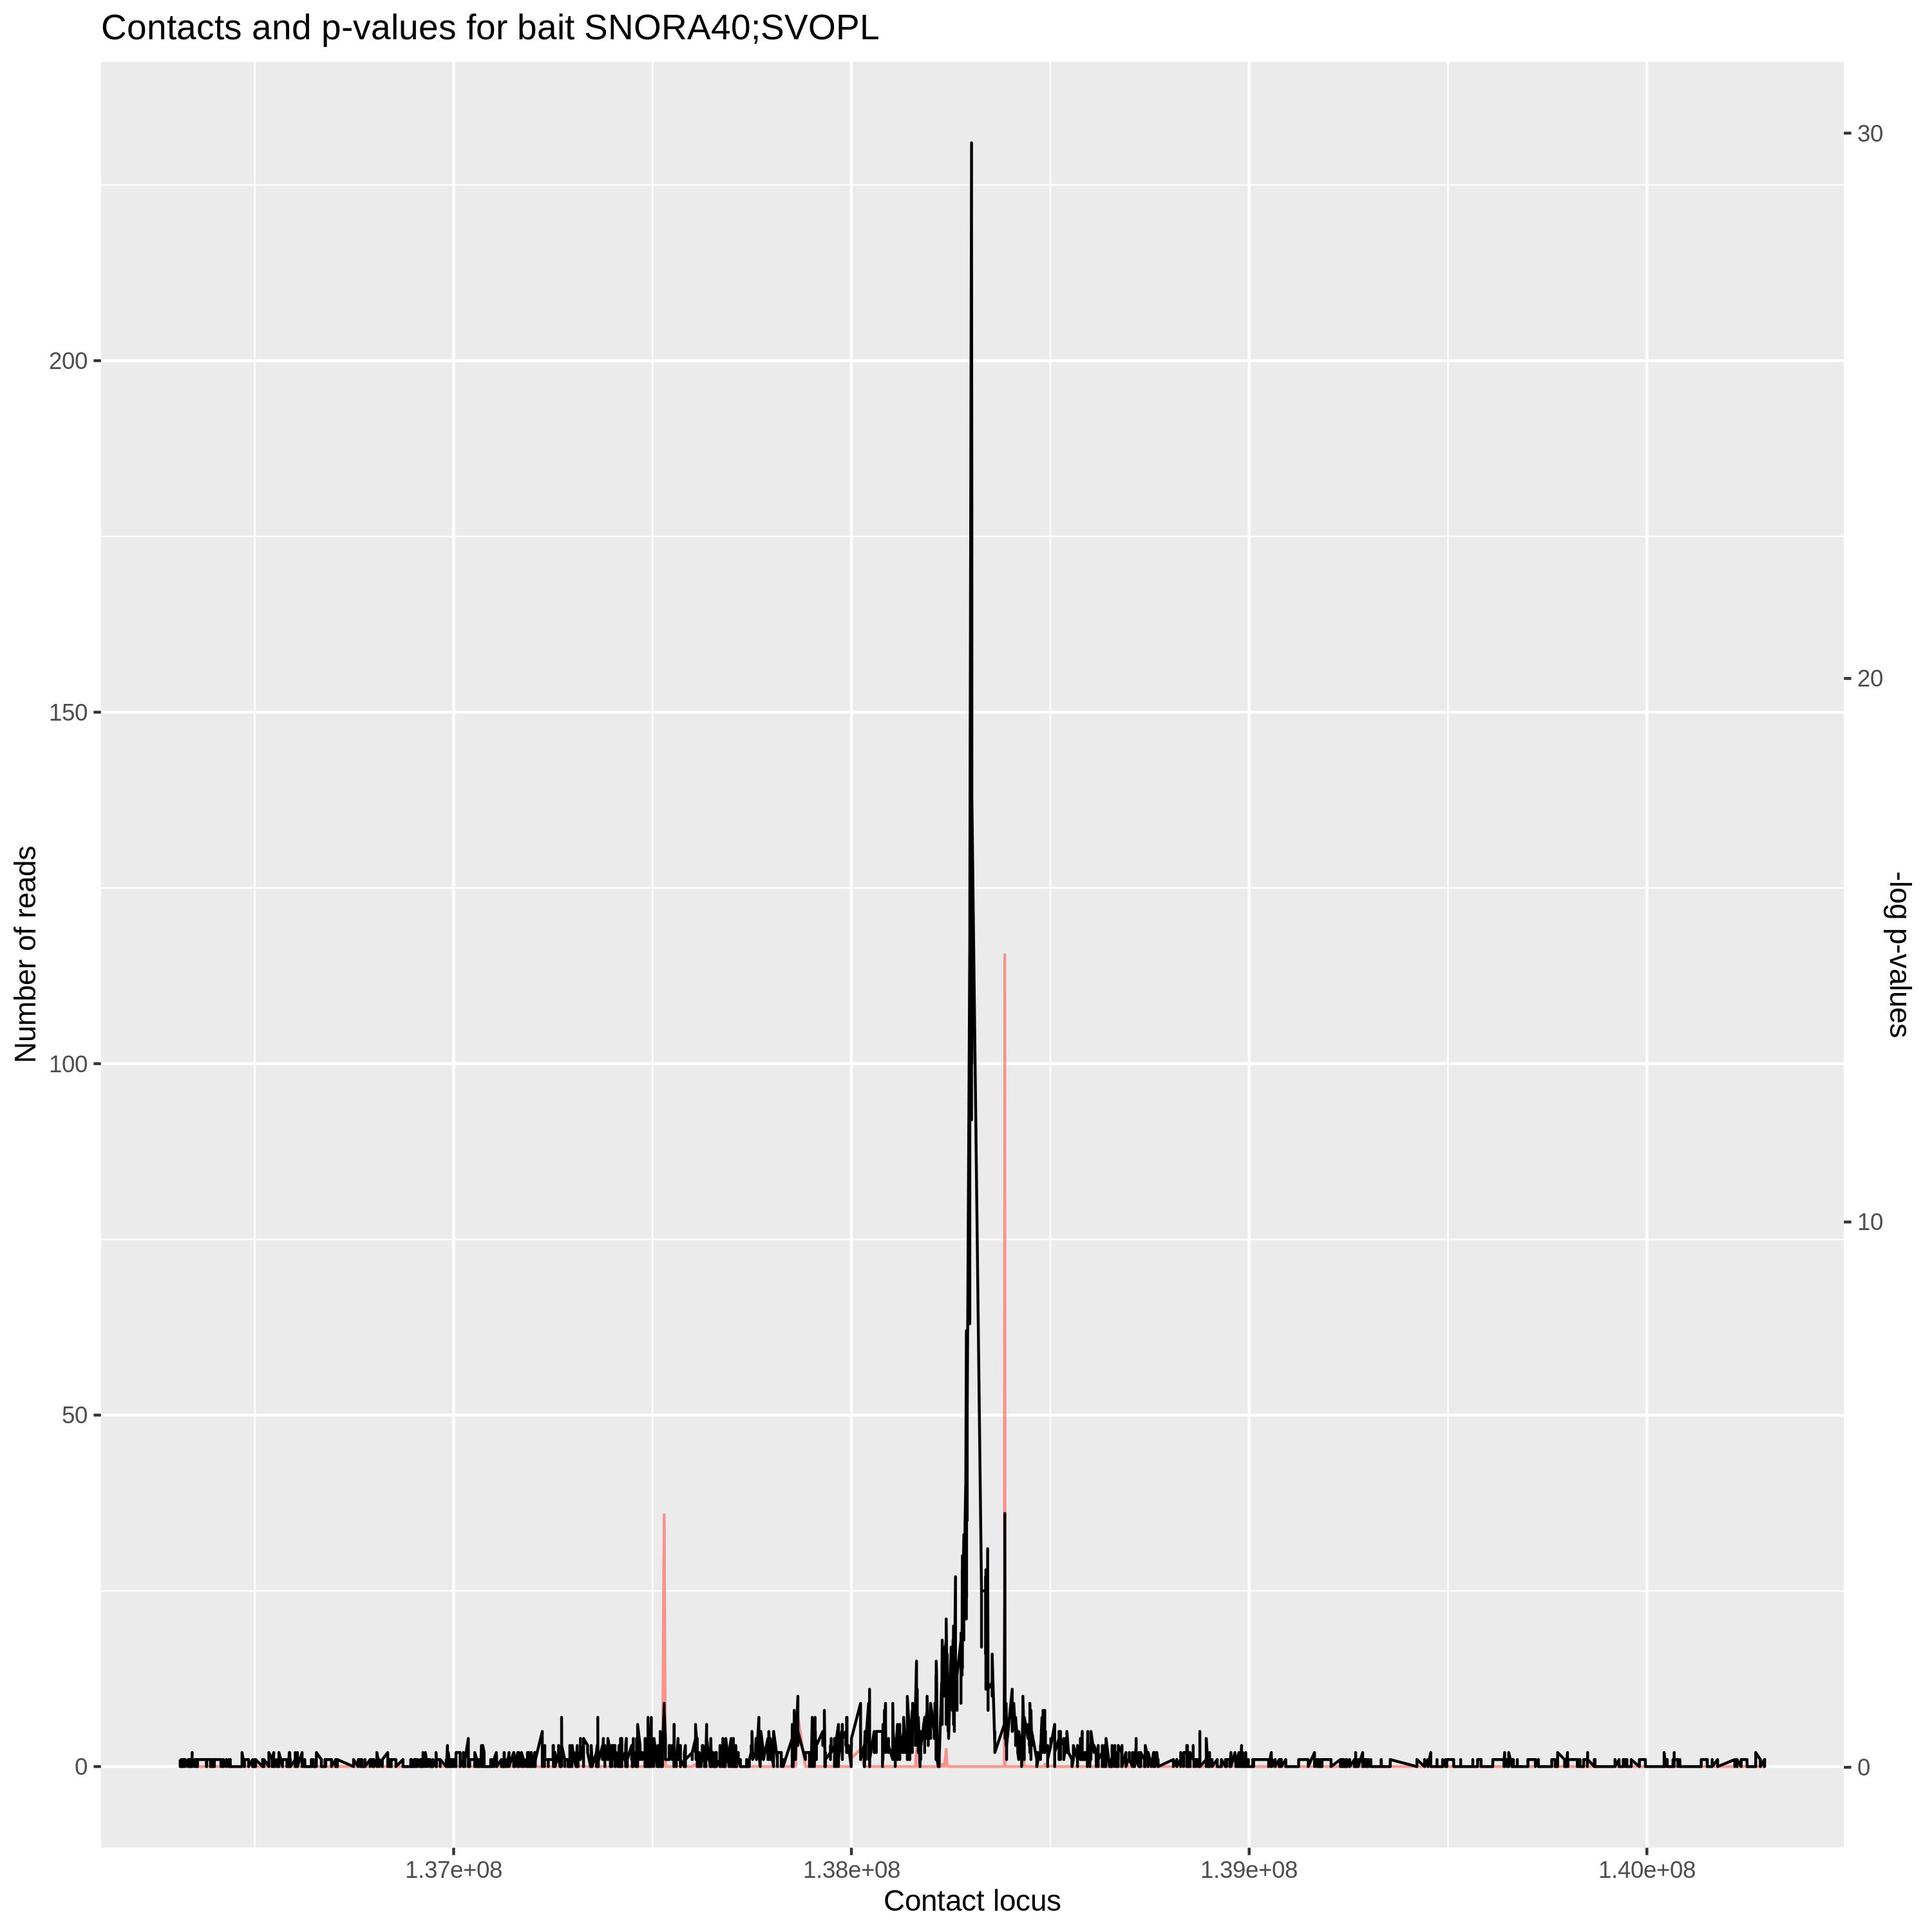 Contacts and p-values for bait SNORA40;SVOPL
200
150
100
50
0
Number of reads
30
20
10
0
-log p-values
1.37e+08
1.38e+08
1.39e+08
1.40e+08
Contact locus